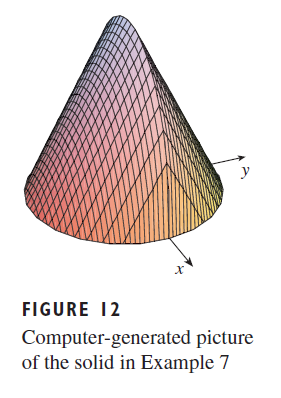 y
x
FIGURE 12
Computer-generated picture
of the solid in Example 7